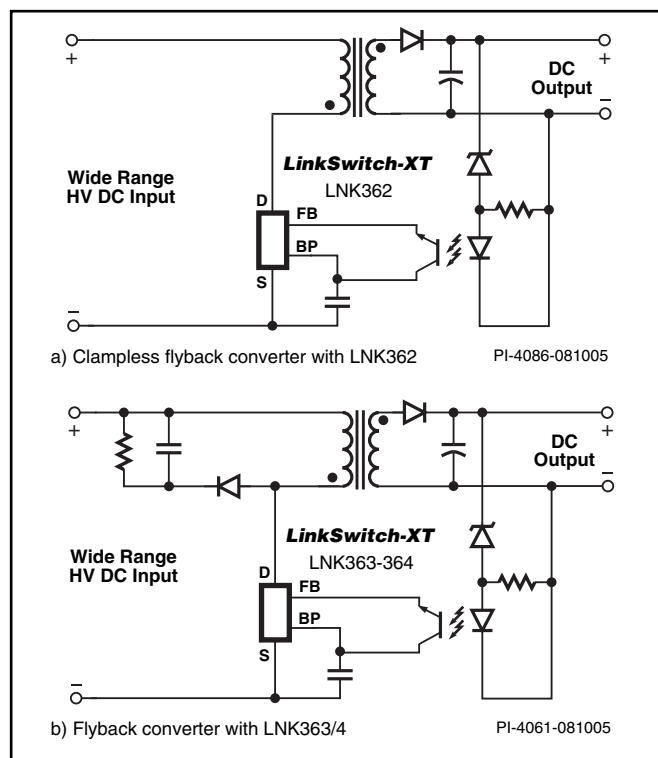 +
+
DC
Output
−
LinkSwitch-XT
LNK362
Wide Range
HV DC Input
D
FB
BP
S
−
a) Clampless flyback converter with LNK362
PI-4086-081005
+
+
DC
Output
−
LinkSwitch-XT
LNK363-364
Wide Range
HV DC Input
D
FB
BP
S
−
b) Flyback converter with LNK363/4
PI-4061-081005